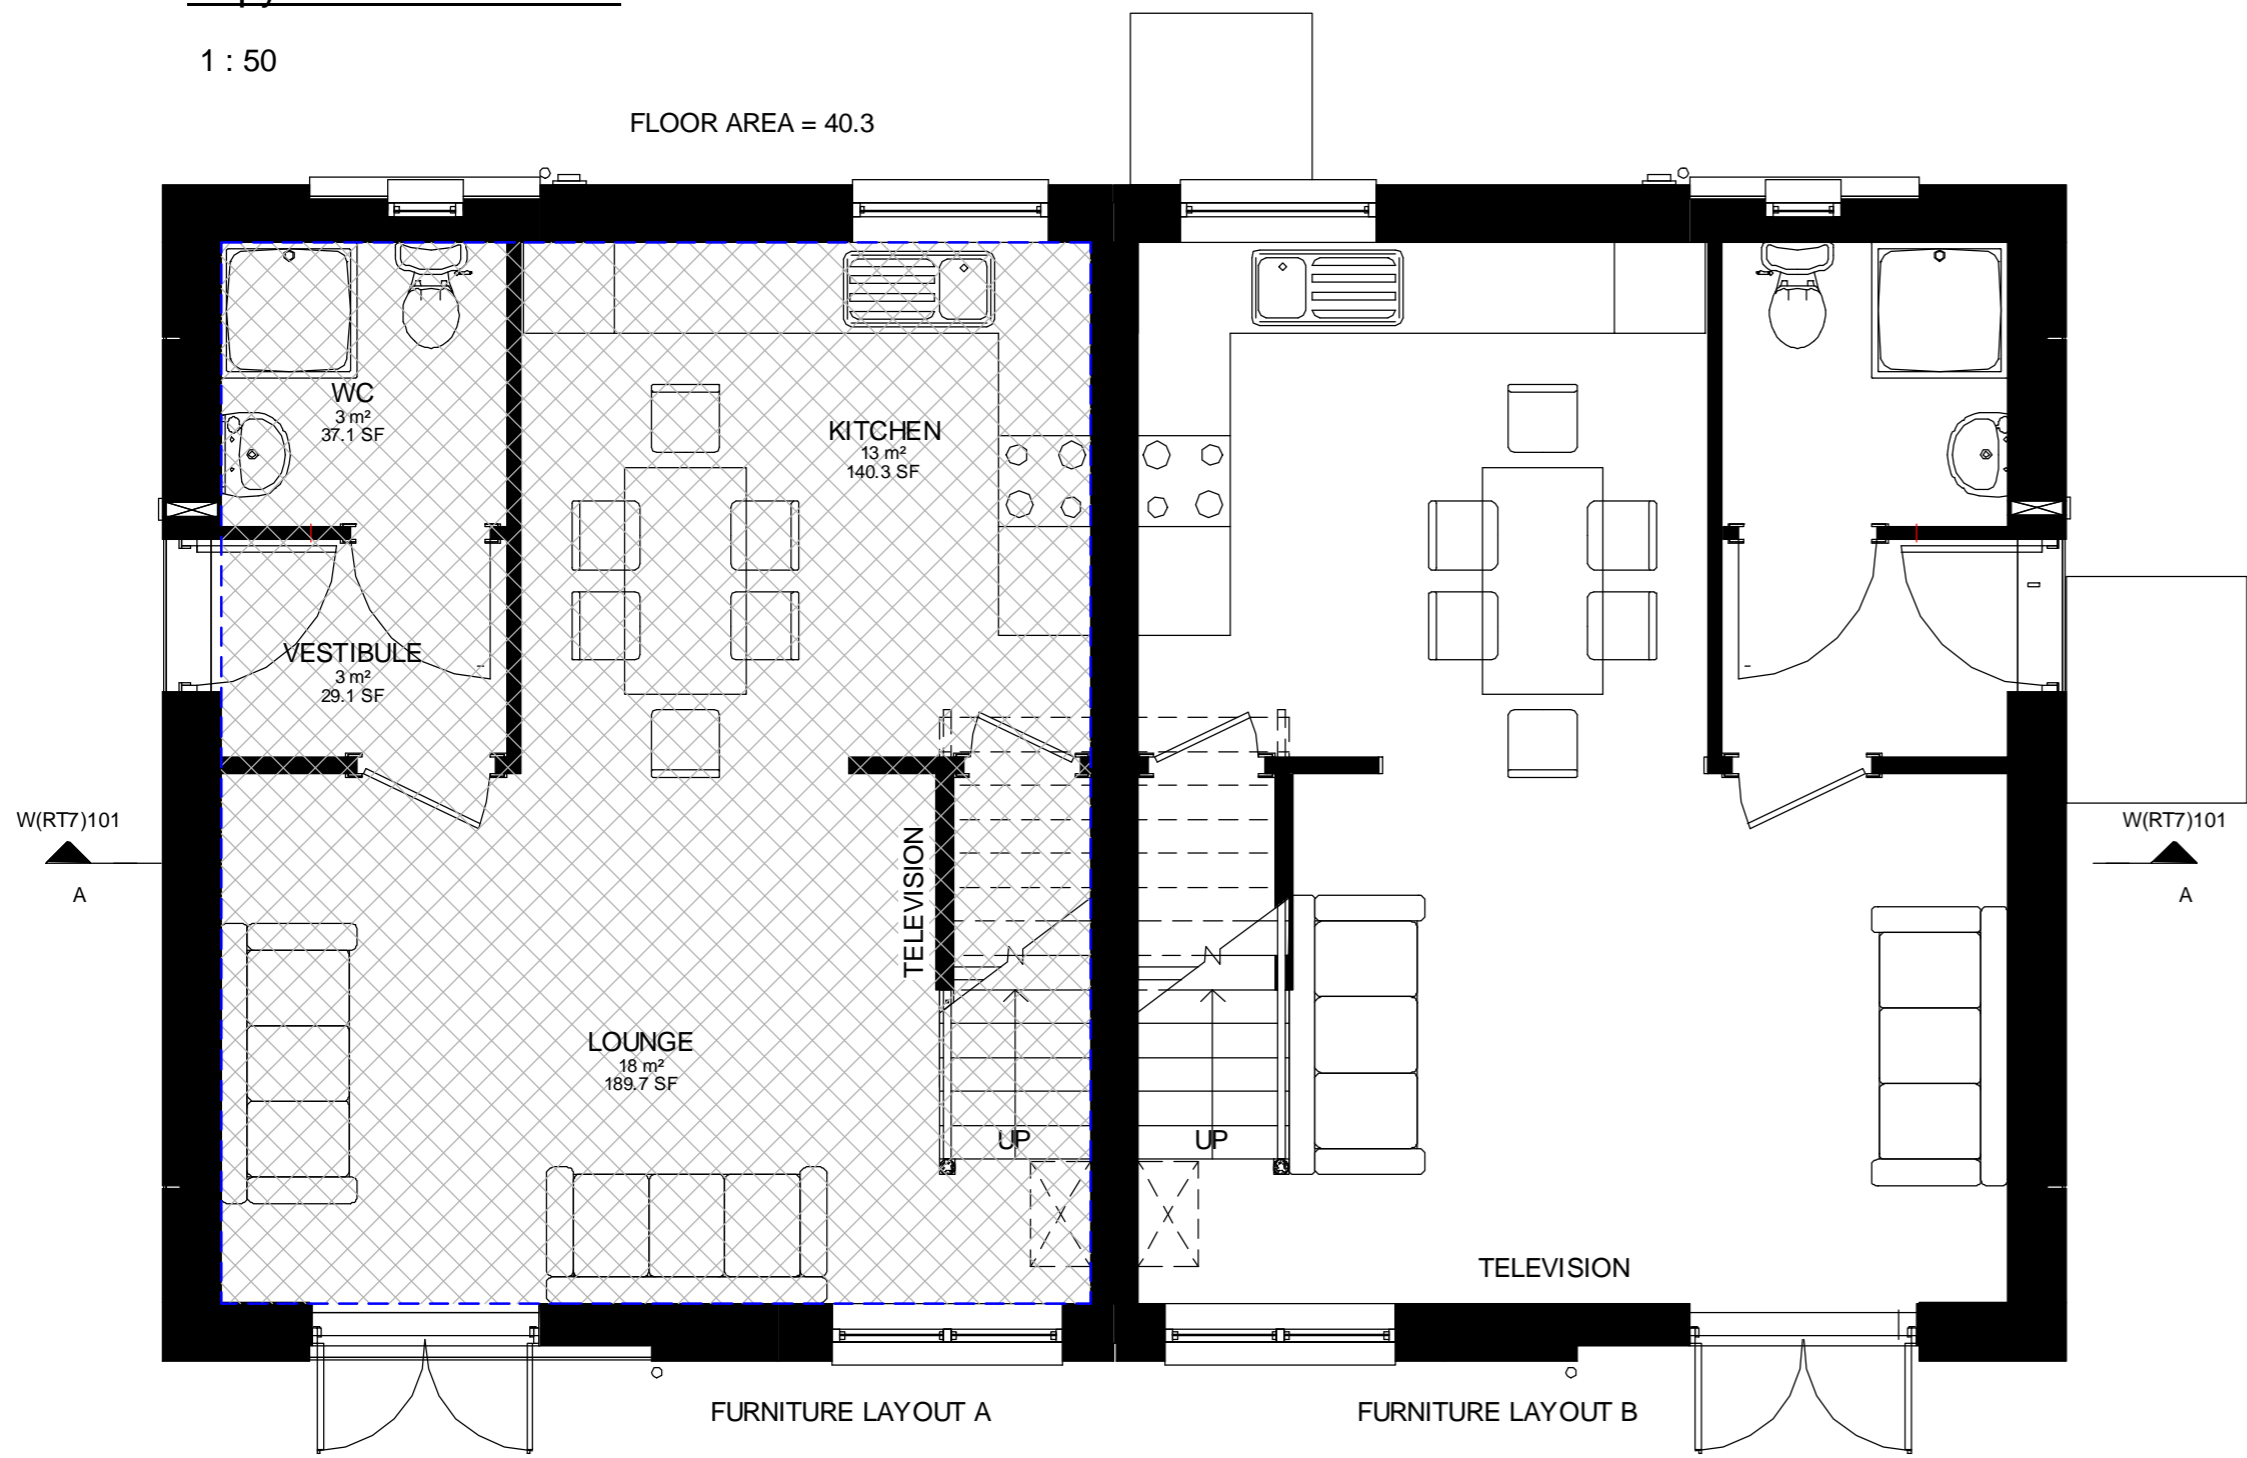 1 : 50
FLOOR AREA = 40.3
WC
3 m²
37.1 SF
KITCHEN
13 m²
140.3 SF
VESTIBULE
3 m²
29.1 SF
W(RT7)101
A
TELEVISION
LOUNGE
18 m²
189.7 SF
UP
UP
W(RT7)101
A
TELEVISION
FURNITURE LAYOUT A
FURNITURE LAYOUT B